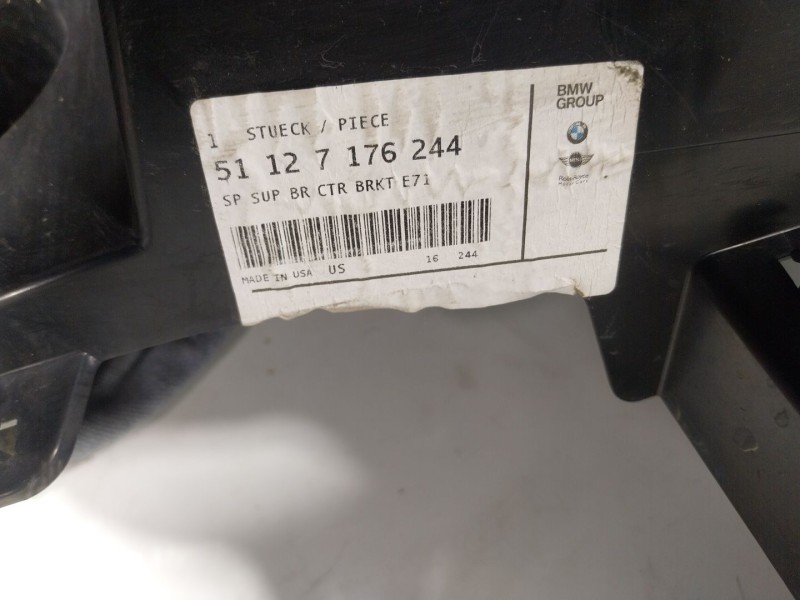 1 STUECK / PIECE
51 12 7 176 244
SP SUP BR CTR BRKT E71
MADE IN USA US 16 244
BMW
GROUP